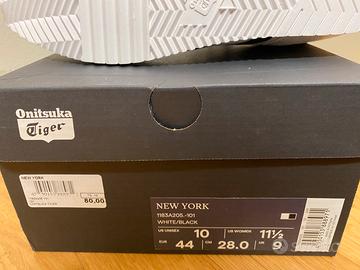 Onitsuka
Tiger
NEW YORK
80,00
NEW YORK
1183A205.-101
WHITE/BLACK
US UNISEX 10 US WOMEN 11½
EUR 44 CM 28.0 UK 9
subito